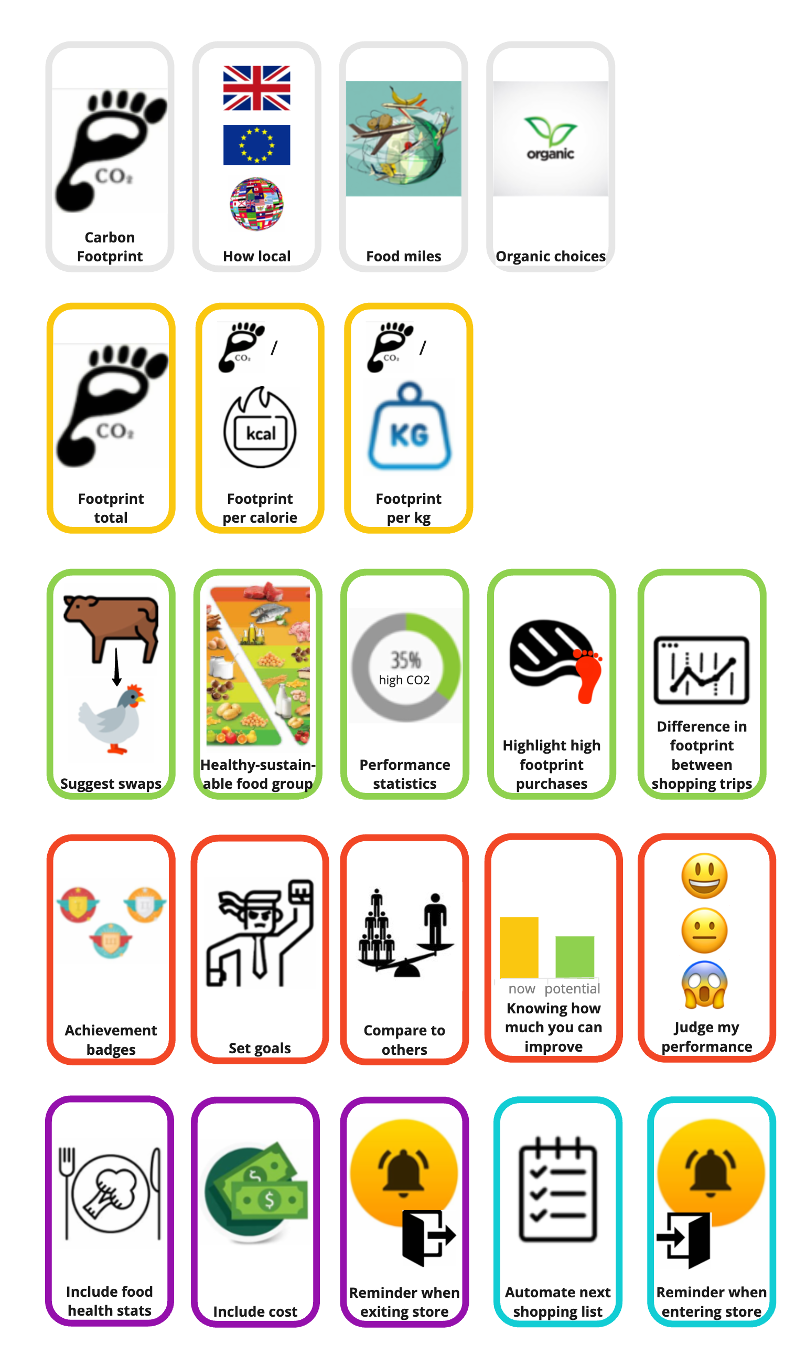 CO₂
Carbon
Footprint
How local
Food miles
organic
Organic choices
CO₂
Footprint
total
CO₂ /
kcal
Footprint
per calorie
CO₂ /
KG
Footprint
per kg
Suggest swaps
Healthy-sustain-
able food group
35%
high CO2
Performance
statistics
Highlight high
footprint
purchases
Difference in
footprint
between
shopping trips
Achievement
badges
Set goals
Compare to
others
now potential
Knowing how
much you can
improve
Judge my
performance
Include food
health stats
$
$
Include cost
Reminder when
exiting store
Automate next
shopping list
Reminder when
entering store